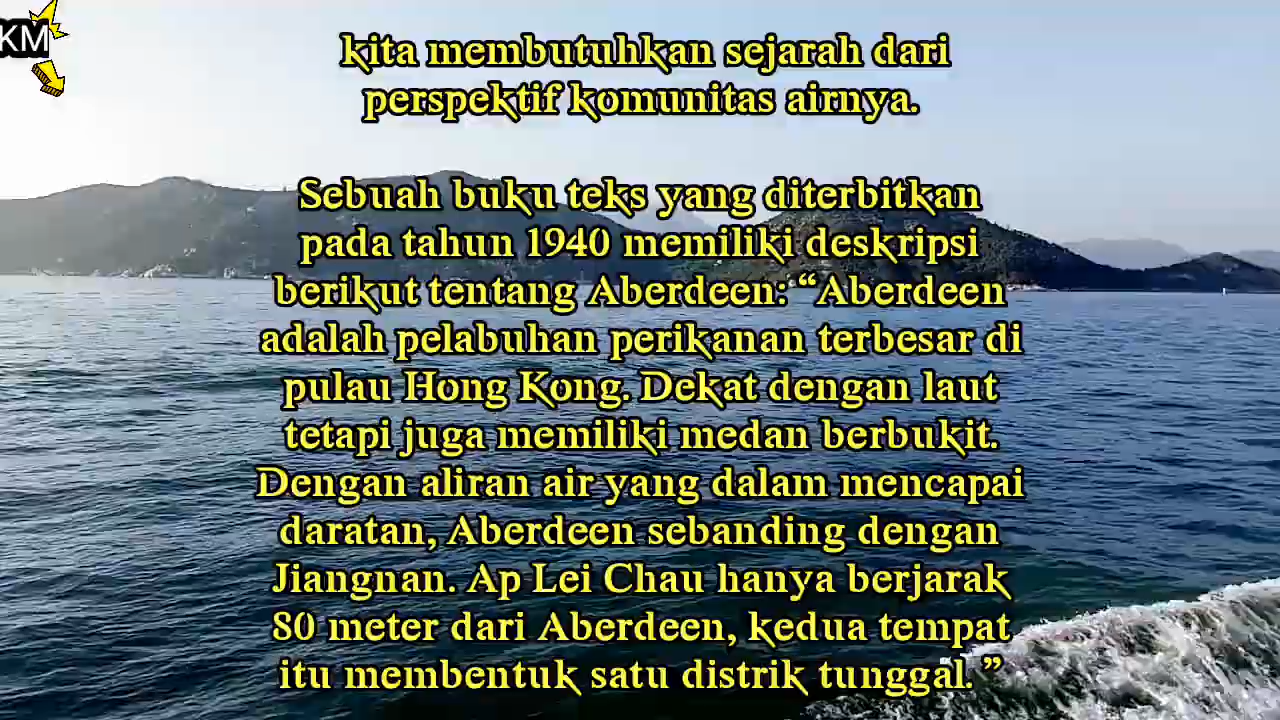 KM
kita membutuhkan sejarah dari
perspektif komunitas airnya.
Sebuah buku teks yang diterbitkan
pada tahun 1940 memiliki deskripsi
berikut tentang Aberdeen: “Aberdeen
adalah pelabuhan perikanan terbesar di
pulau Hong Kong. Dekat dengan laut
tetapi juga memiliki medan berbukit.
Dengan aliran air yang dalam mencapai
daratan, Aberdeen sebanding dengan
Jiangnan. Ap Lei Chau hanya berjarak
80 meter dari Aberdeen, kedua tempat
itu membentuk satu distrik tunggal.”